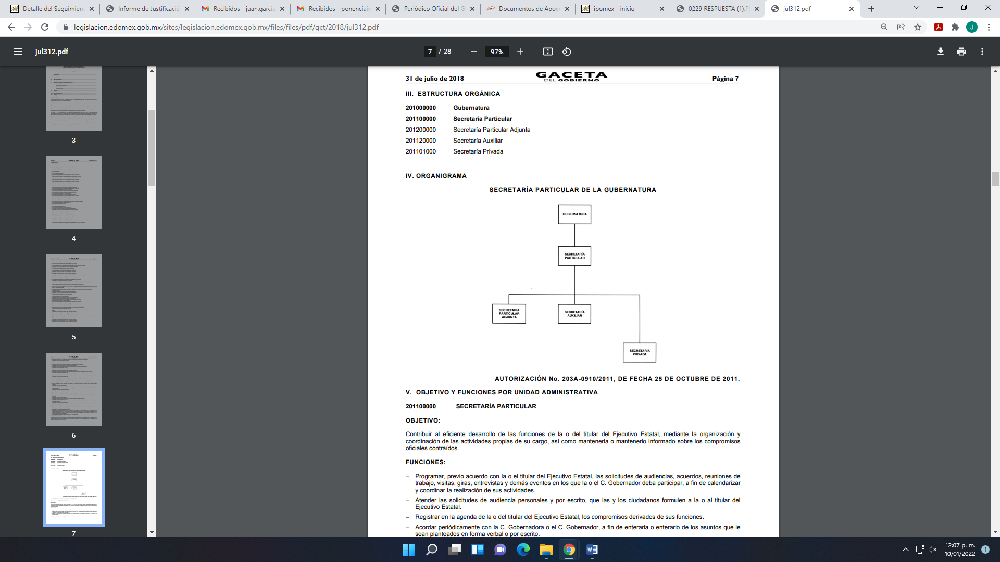 Detalle del Seguimient
Informe de Justificació
Recibidos - juan.garcia
Recibidos - ponenciajr
Periódico Oficial del G
Documentos de Apoy
ipomex - inicio
0229 RESPUESTA (1).P
jul312.pdf
legislacion.edomex.gob.mx/sites/legislacion.edomex.gob.mx/files/files/pdf/gct/2018/jul312.pdf
J
jul312.pdf
7 / 28
97%
3
4
5
6
7
31 de julio de 2018
GACETA
DEL GOBIERNO
Página 7
III. ESTRUCTURA ORGÁNICA
201000000 Gubernatura
201100000 Secretaría Particular
201200000 Secretaría Particular Adjunta
201120000 Secretaría Auxiliar
201101000 Secretaría Privada
IV. ORGANIGRAMA
SECRETARÍA PARTICULAR DE LA GUBERNATURA
GUBERNATURA
SECRETARÍA
PARTICULAR
SECRETARÍA
PARTICULAR
ADJUNTA
SECRETARÍA
AUXILIAR
SECRETARÍA
PRIVADA
AUTORIZACIÓN No. 203A-0910/2011, DE FECHA 25 DE OCTUBRE DE 2011.
V. OBJETIVO Y FUNCIONES POR UNIDAD ADMINISTRATIVA
201100000 SECRETARÍA PARTICULAR
OBJETIVO:
Contribuir al eficiente desarrollo de las funciones de la o del titular del Ejecutivo Estatal, mediante la organización y
coordinación de las actividades propias de su cargo, así como mantenerla o mantenerlo informado sobre los compromisos
oficiales contraídos.
FUNCIONES:
– Programar, previo acuerdo con la o el titular del Ejecutivo Estatal, las solicitudes de audiencias, acuerdos, reuniones de
trabajo, visitas, giras, entrevistas y demás eventos en los que la o el C. Gobernador deba participar, a fin de calendarizar
y coordinar la realización de sus actividades.
– Atender las solicitudes de audiencia personales y por escrito, que las y los ciudadanos formulen a la o al titular del
Ejecutivo Estatal.
– Registrar en la agenda de la o del titular del Ejecutivo Estatal, los compromisos derivados de sus funciones.
– Acordar periódicamente con la C. Gobernadora o el C. Gobernador, a fin de enterarla o enterarlo de los asuntos que le
sean planteados en forma verbal o por escrito.
12:07 p. m.
10/01/2022
1